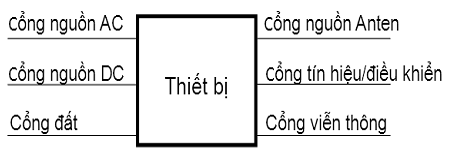 Cổng nguồn AC
Cổng nguồn DC
Cổng đất
Thiết bị
Cổng nguồn Anten
Cổng tín hiệu/điều khiển
Cổng viễn thông